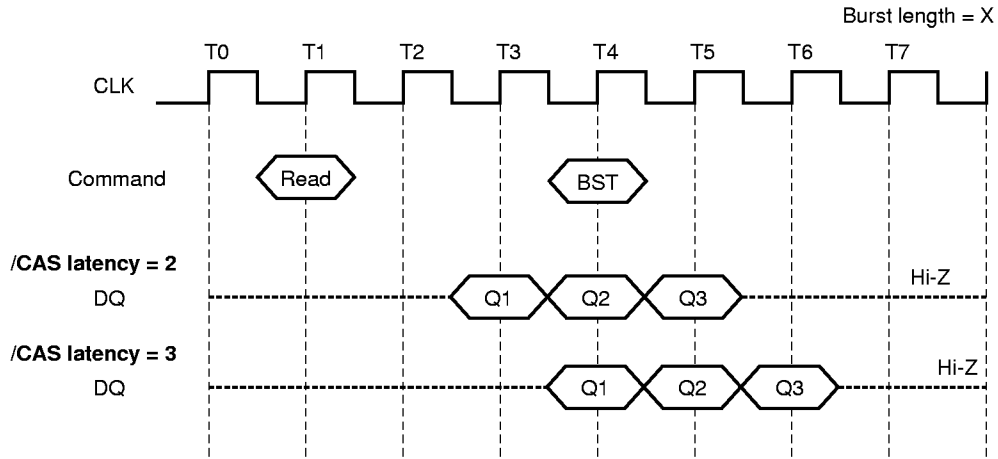 Burst length = X
T0 T1 T2 T3 T4 T5 T6 T7
CLK
Command Read BST
/CAS latency = 2
Hi-Z
DQ Q1 Q2 Q3
/CAS latency = 3
Hi-Z
DQ Q1 Q2 Q3